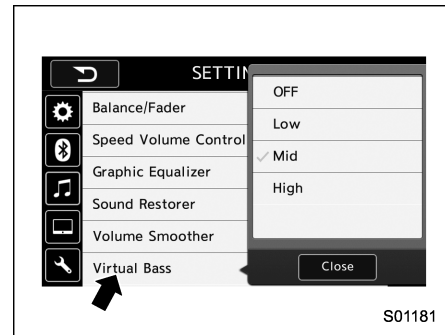 SETTIN
Balance/Fader
Speed Volume Control
Graphic Equalizer
Sound Restorer
Volume Smoother
Virtual Bass
OFF
Low
Mid
High
Close
S01181